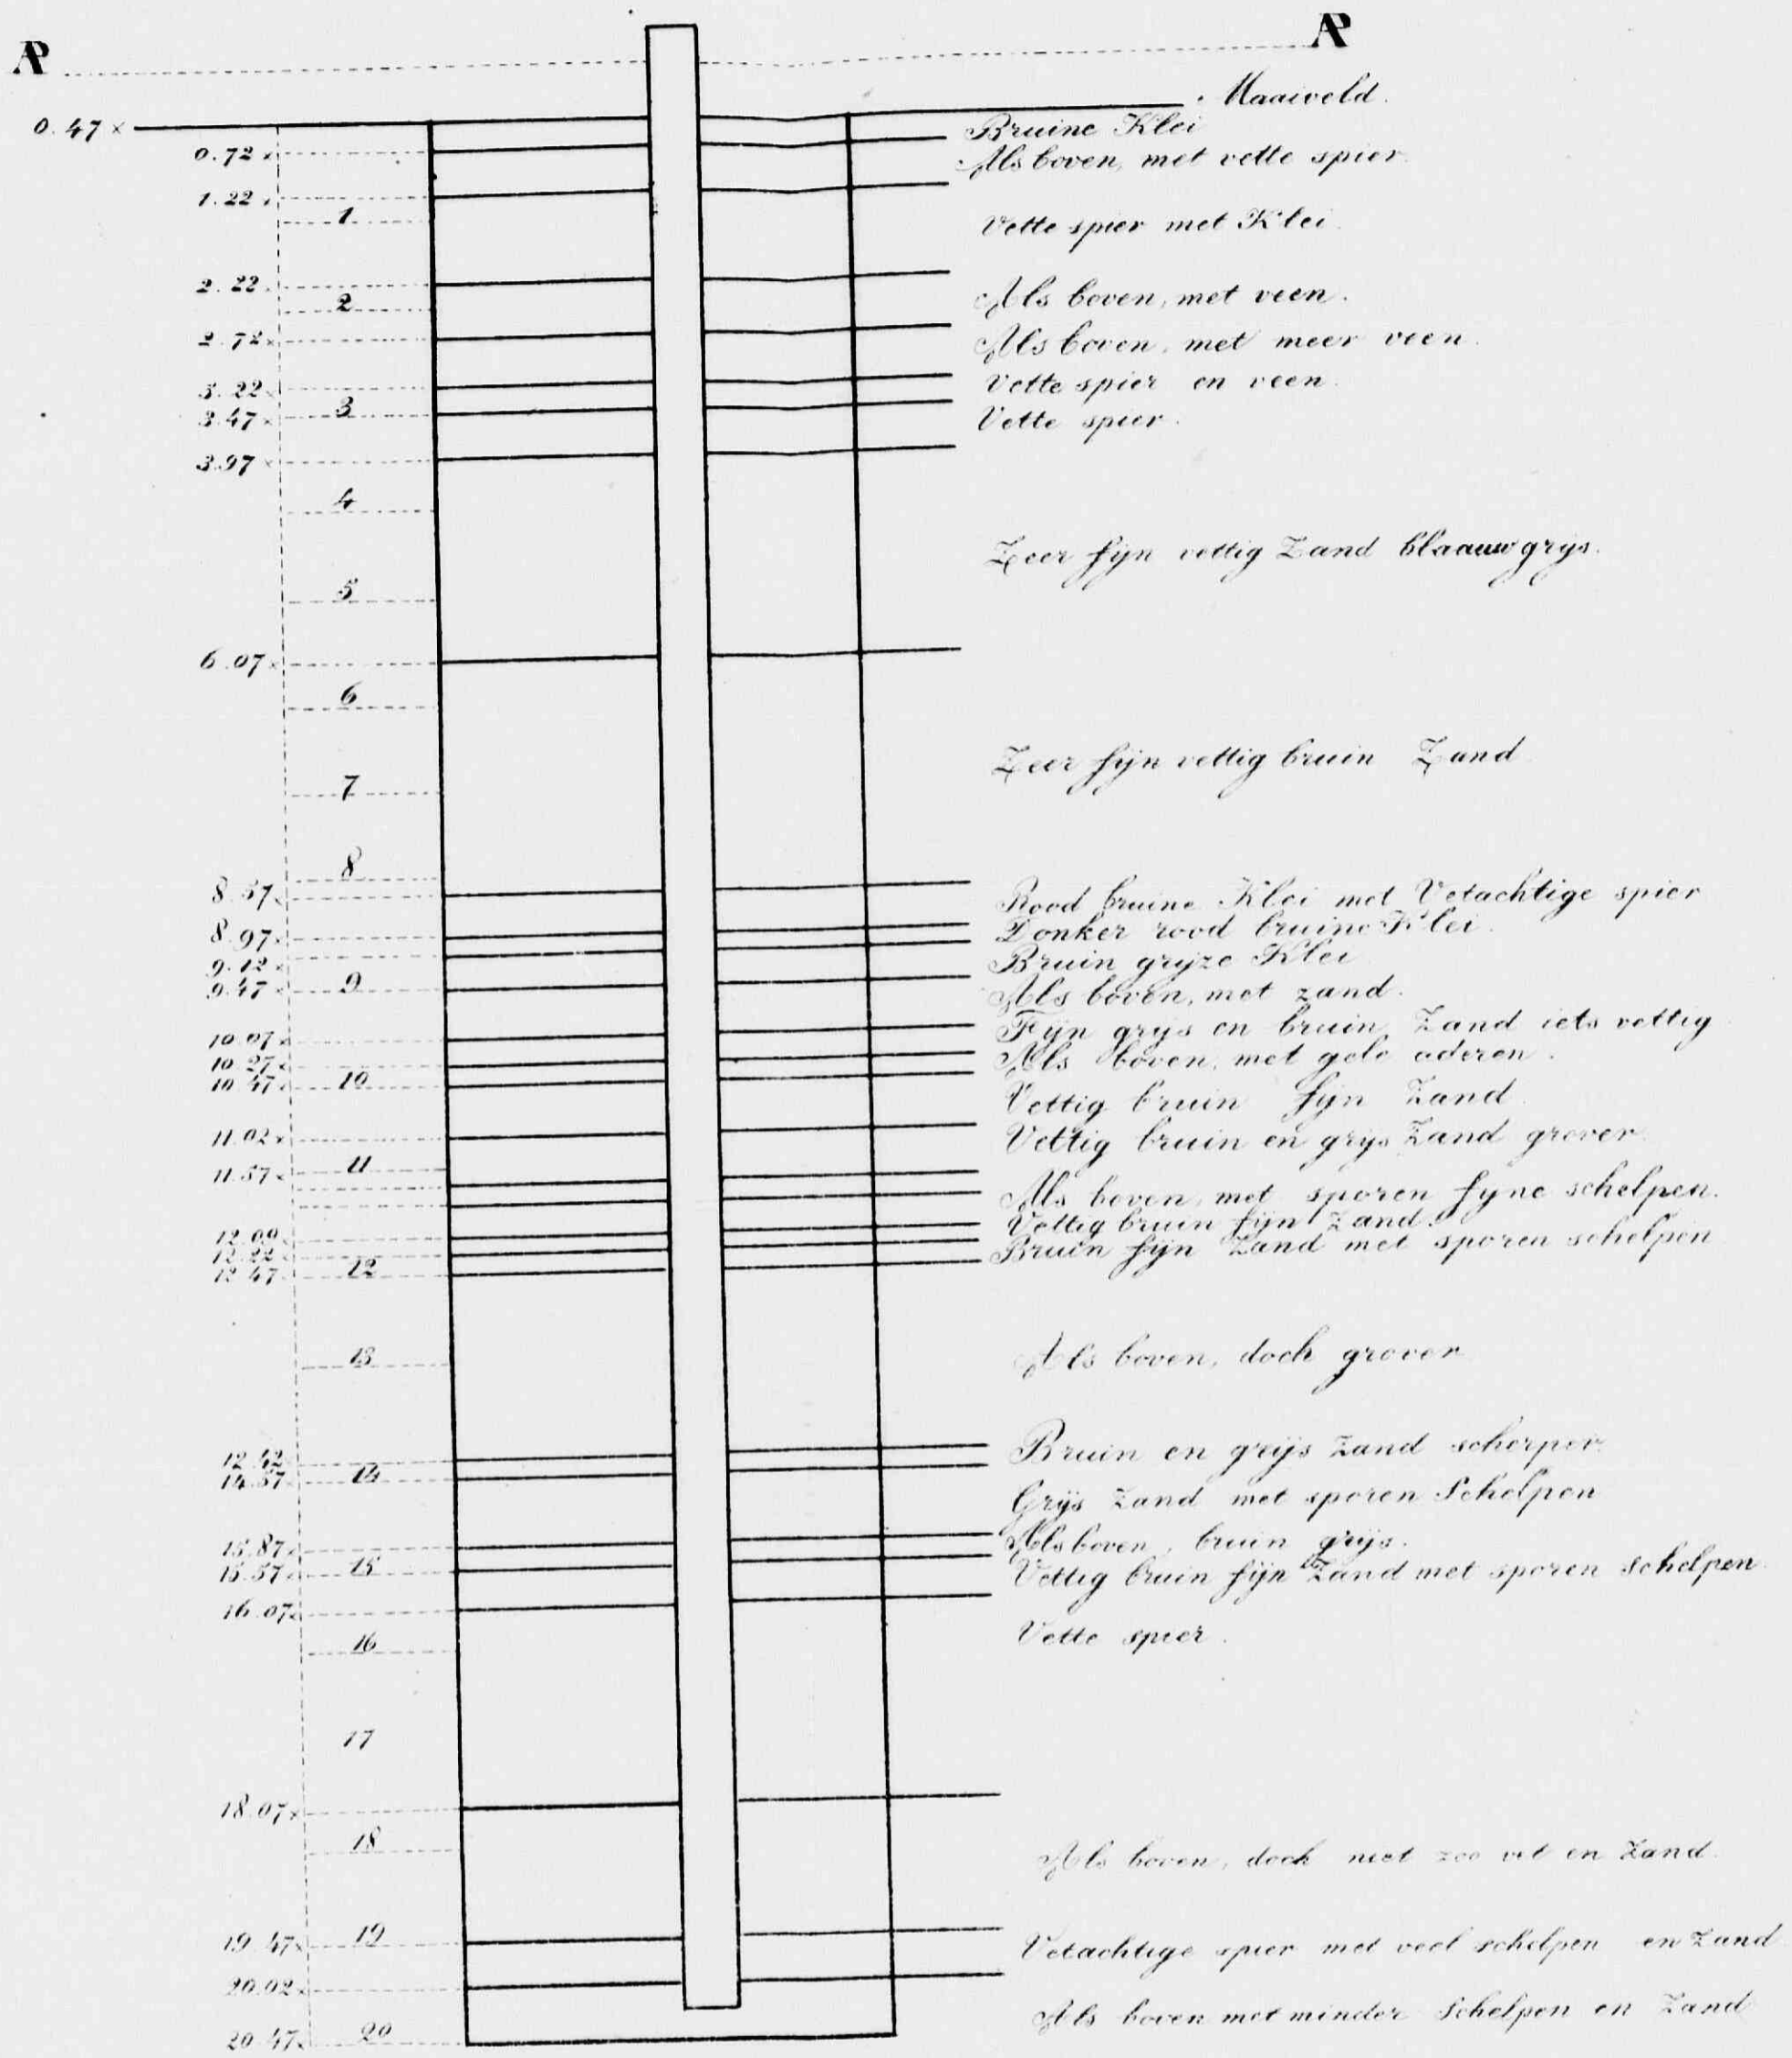 AP
AP
Maaiveld.
0.47 ×
Bruine Klei
0.72 ×
Als boven, met vette spier
1.22
1
Vette spier met Klei
2.22
2
Als boven, met veen.
2.72 ×
Als boven, met meer veen.
3.22 ×
Vette spier en veen.
3
3.47 ×
Vette spier.
3.97 ×
4
Zeer fijn vettig Zand blaauw grijs.
5
6.07 ×
6
Zeer fijn vettig bruin Zand
7
8
8.57
Rood bruine Klei met Vetachtige spier
8.97 ×
Donker rood bruine Klei.
9.12 ×
Bruin grijze Klei
9.47 ×
9
Als boven, met zand.
10.07 ×
Fijn grijs en bruin Zand iets vettig
10.27 ×
Als boven, met gele aderen.
10.47 ×
10
Vettig bruin fijn Zand
11.02 ×
Vettig bruin en grijs Zand grover.
11
11.57 ×
Als boven, met sporen fyne schelpen.
Vettig bruin fijn Zand.
12.09
Bruin fijn Zand met sporen schelpen
12.22
12.47
12
13
Als boven, doch grover
12.42
Bruin en grijs Zand scherper.
14.57
14
Grijs Zand met sporen Schelpen
15.87 ×
Als boven, bruin grijs.
15.57 ×
15
Vettig bruin fijn Zand met sporen schelpen
16.07 ×
Vette spier.
16
17
18.07 ×
18
Als boven, doch niet zoo vet en Zand.
19.47 ×
19
Vetachtige spier met veel schelpen en Zand
20.02 ×
Als boven met minder Schelpen en Zand
20.47 ×
20